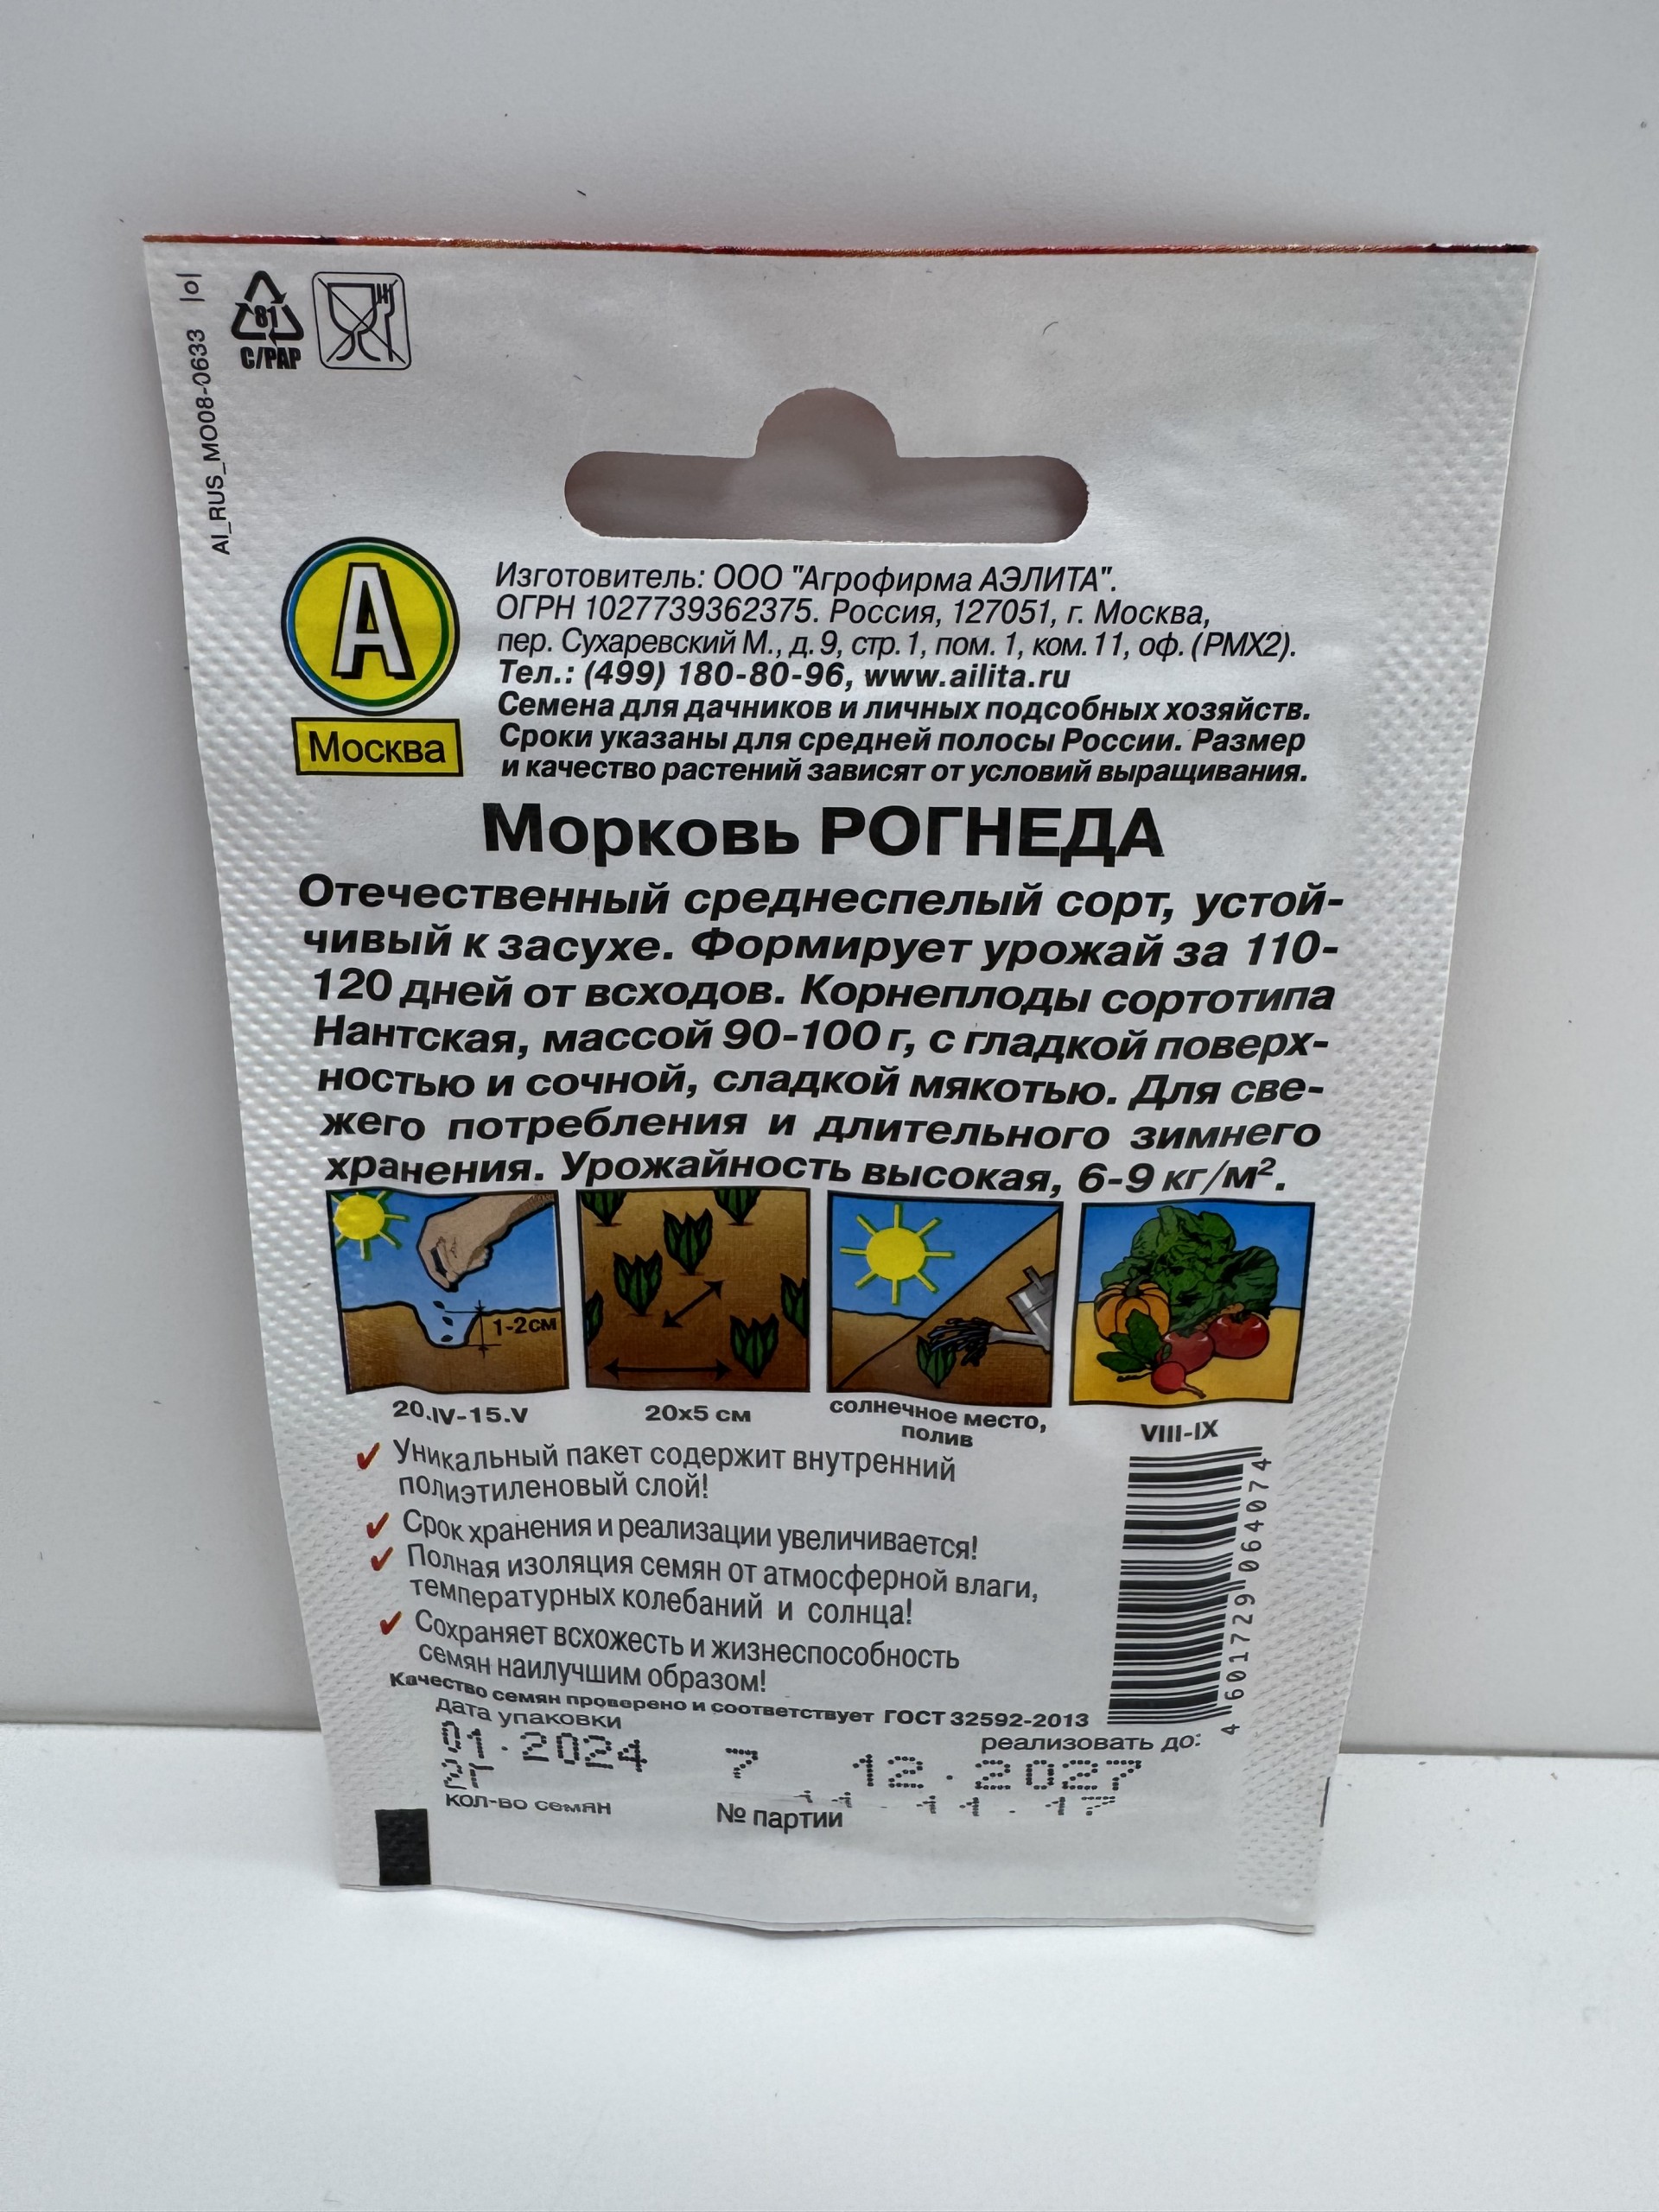 AI_RUS_MO08-0633
81
C/PAP
A
Москва
Изготовитель: ООО "Агрофирма АЭЛИТА".
ОГРН 1027739362375. Россия, 127051, г. Москва,
пер. Сухаревский М., д. 9, стр. 1, пом. 1, ком. 11, оф. (РМХ2).
Тел.: (499) 180-80-96, www.ailita.ru
Семена для дачников и личных подсобных хозяйств.
Сроки указаны для средней полосы России. Размер
и качество растений зависят от условий выращивания.
Морковь РОГНЕДА
Отечественный среднеспелый сорт, устой-
чивый к засухе. Формирует урожай за 110-
120 дней от всходов. Корнеплоды сортотипа
Нантская, массой 90-100 г, с гладкой поверх-
ностью и сочной, сладкой мякотью. Для све-
жего потребления и длительного зимнего
хранения. Урожайность высокая, 6-9 кг/м².
1-2см
20.IV-15.V
20х5 см
солнечное место,
полив
VIII-IX
Уникальный пакет содержит внутренний
полиэтиленовый слой!
Срок хранения и реализации увеличивается!
Полная изоляция семян от атмосферной влаги,
температурных колебаний и солнца!
Сохраняет всхожесть и жизнеспособность
семян наилучшим образом!
4 601729 064074
Качество семян проверено и соответствует ГОСТ 32592-2013
дата упаковки
реализовать до:
01.2024 7 12.2027
кол-во семян
№ партии